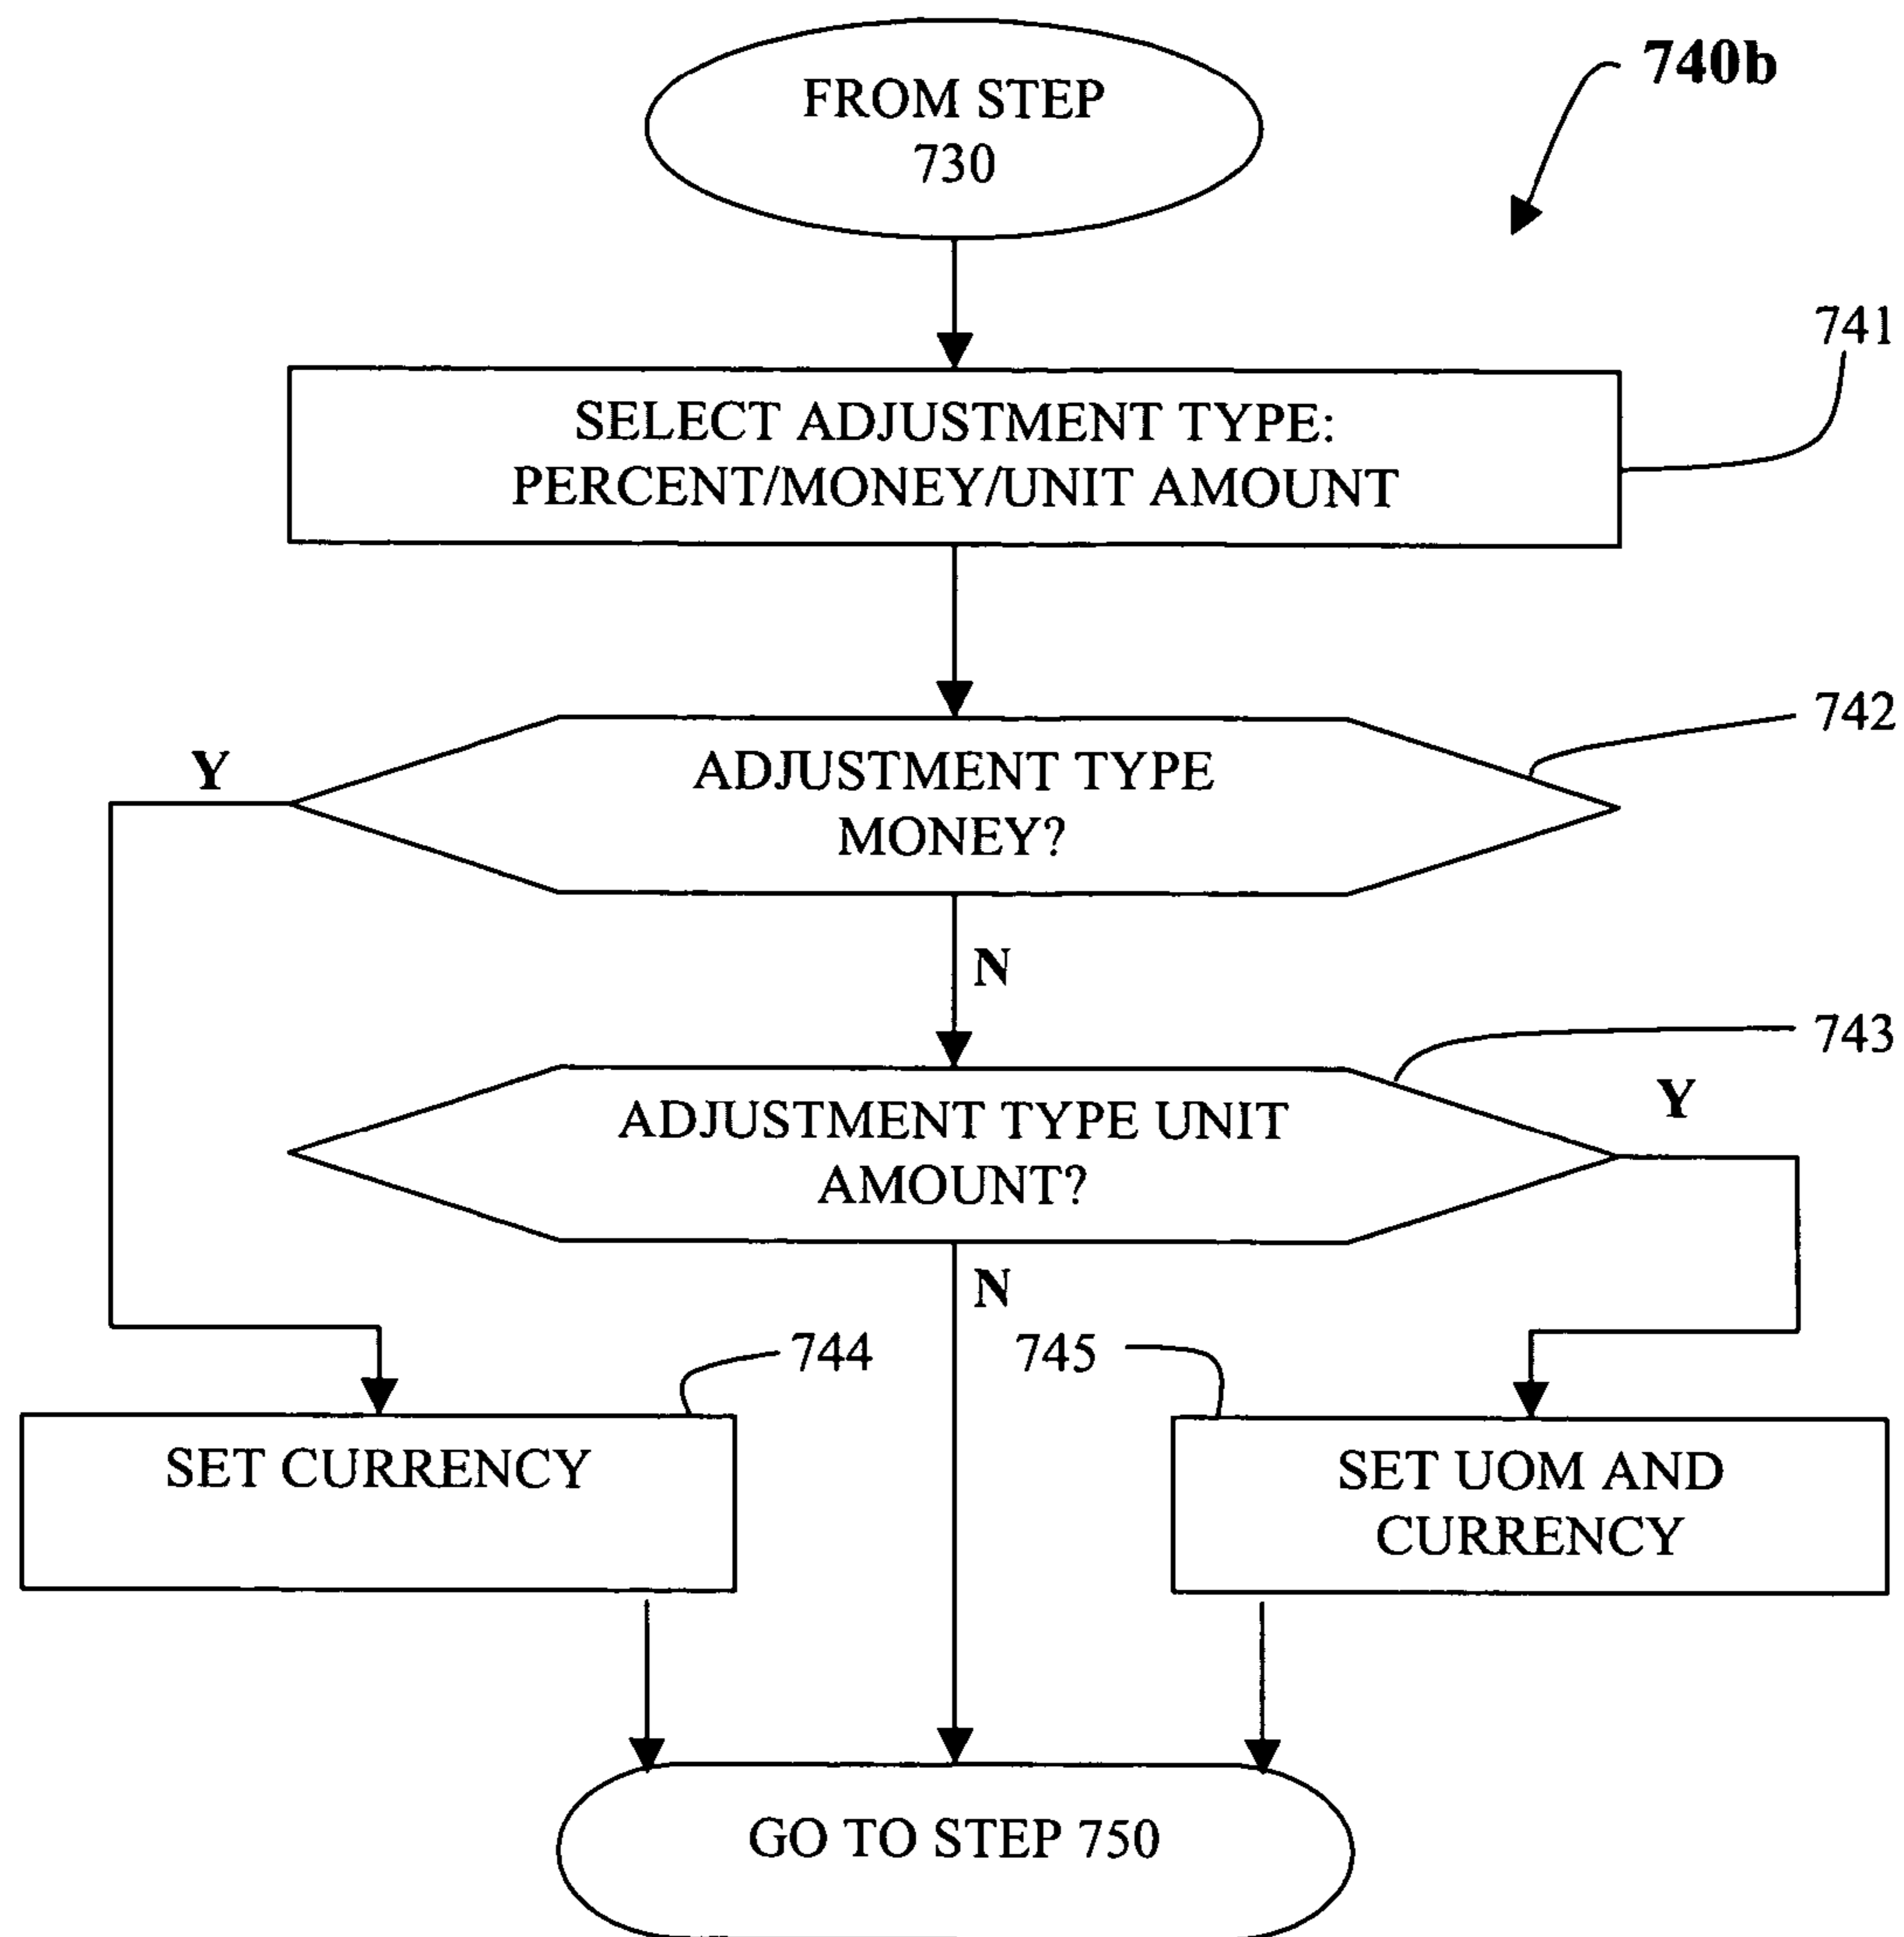 FROM STEP
730
740b
741
SELECT ADJUSTMENT TYPE:
PERCENT/MONEY/UNIT AMOUNT
742
Y
ADJUSTMENT TYPE
MONEY?
N
743
Y
ADJUSTMENT TYPE UNIT
AMOUNT?
N
744
745
SET CURRENCY
SET UOM AND
CURRENCY
GO TO STEP 750